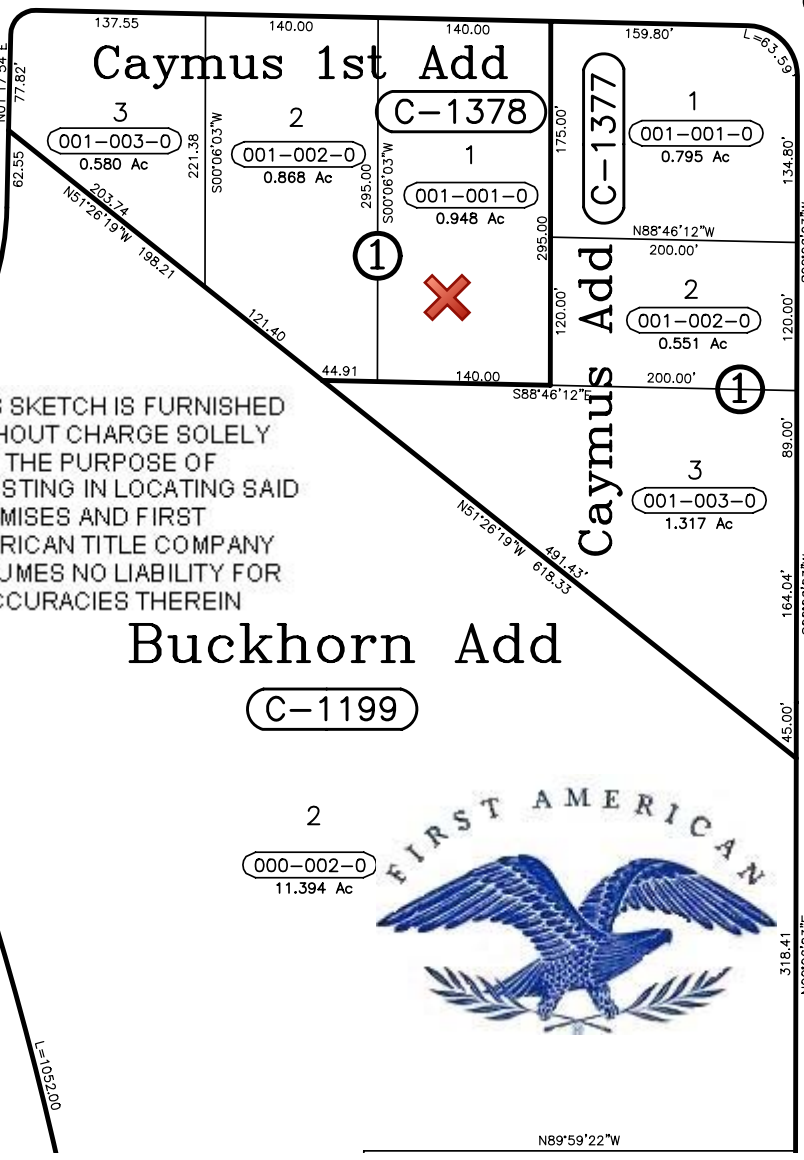 137.55
140.00
140.00
159.80'
L=63.59'
77.82'
Caymus 1st Add
C-1378
C-1377
3
001-003-0
0.580 Ac
221.38
S00°06'03"W
2
001-002-0
0.868 Ac
295.00
S00°06'03"W
1
001-001-0
0.948 Ac
175.00'
295.00
120.00'
1
001-001-0
0.795 Ac
134.80'
N88°46'12"W
200.00'
62.55
203.74
N51°26'19"W
198.21
1
121.40
44.91
140.00
S88°46'12"E
Caymus Add
2
001-002-0
0.551 Ac
120.00'
200.00'
1
89.00'
3
001-003-0
1.317 Ac
N51°26'19"W
491.43'
618.33
164.04'
45.00'
SKETCH IS FURNISHED
HOUT CHARGE SOLELY
THE PURPOSE OF
STING IN LOCATING SAID
MISES AND FIRST
RICAN TITLE COMPANY
UMES NO LIABILITY FOR
CCURACIES THEREIN
Buckhorn Add
C-1199
2
000-002-0
11.394 Ac
FIRST AMERICAN
318.41
L=1052.00
N89°59'22"W